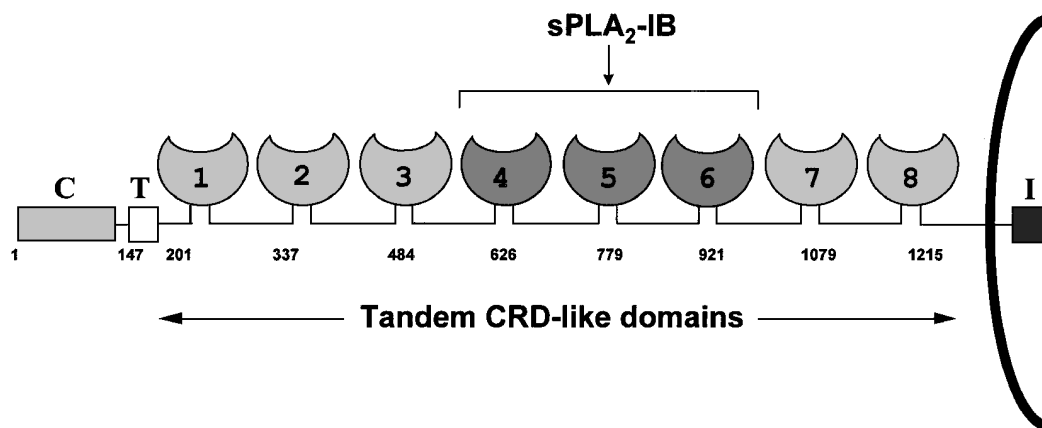 sPLA₂-IB
1 2 3 4 5 6 7 8
C T I
1 147 201 337 484 626 779 921 1079 1215
Tandem CRD-like domains